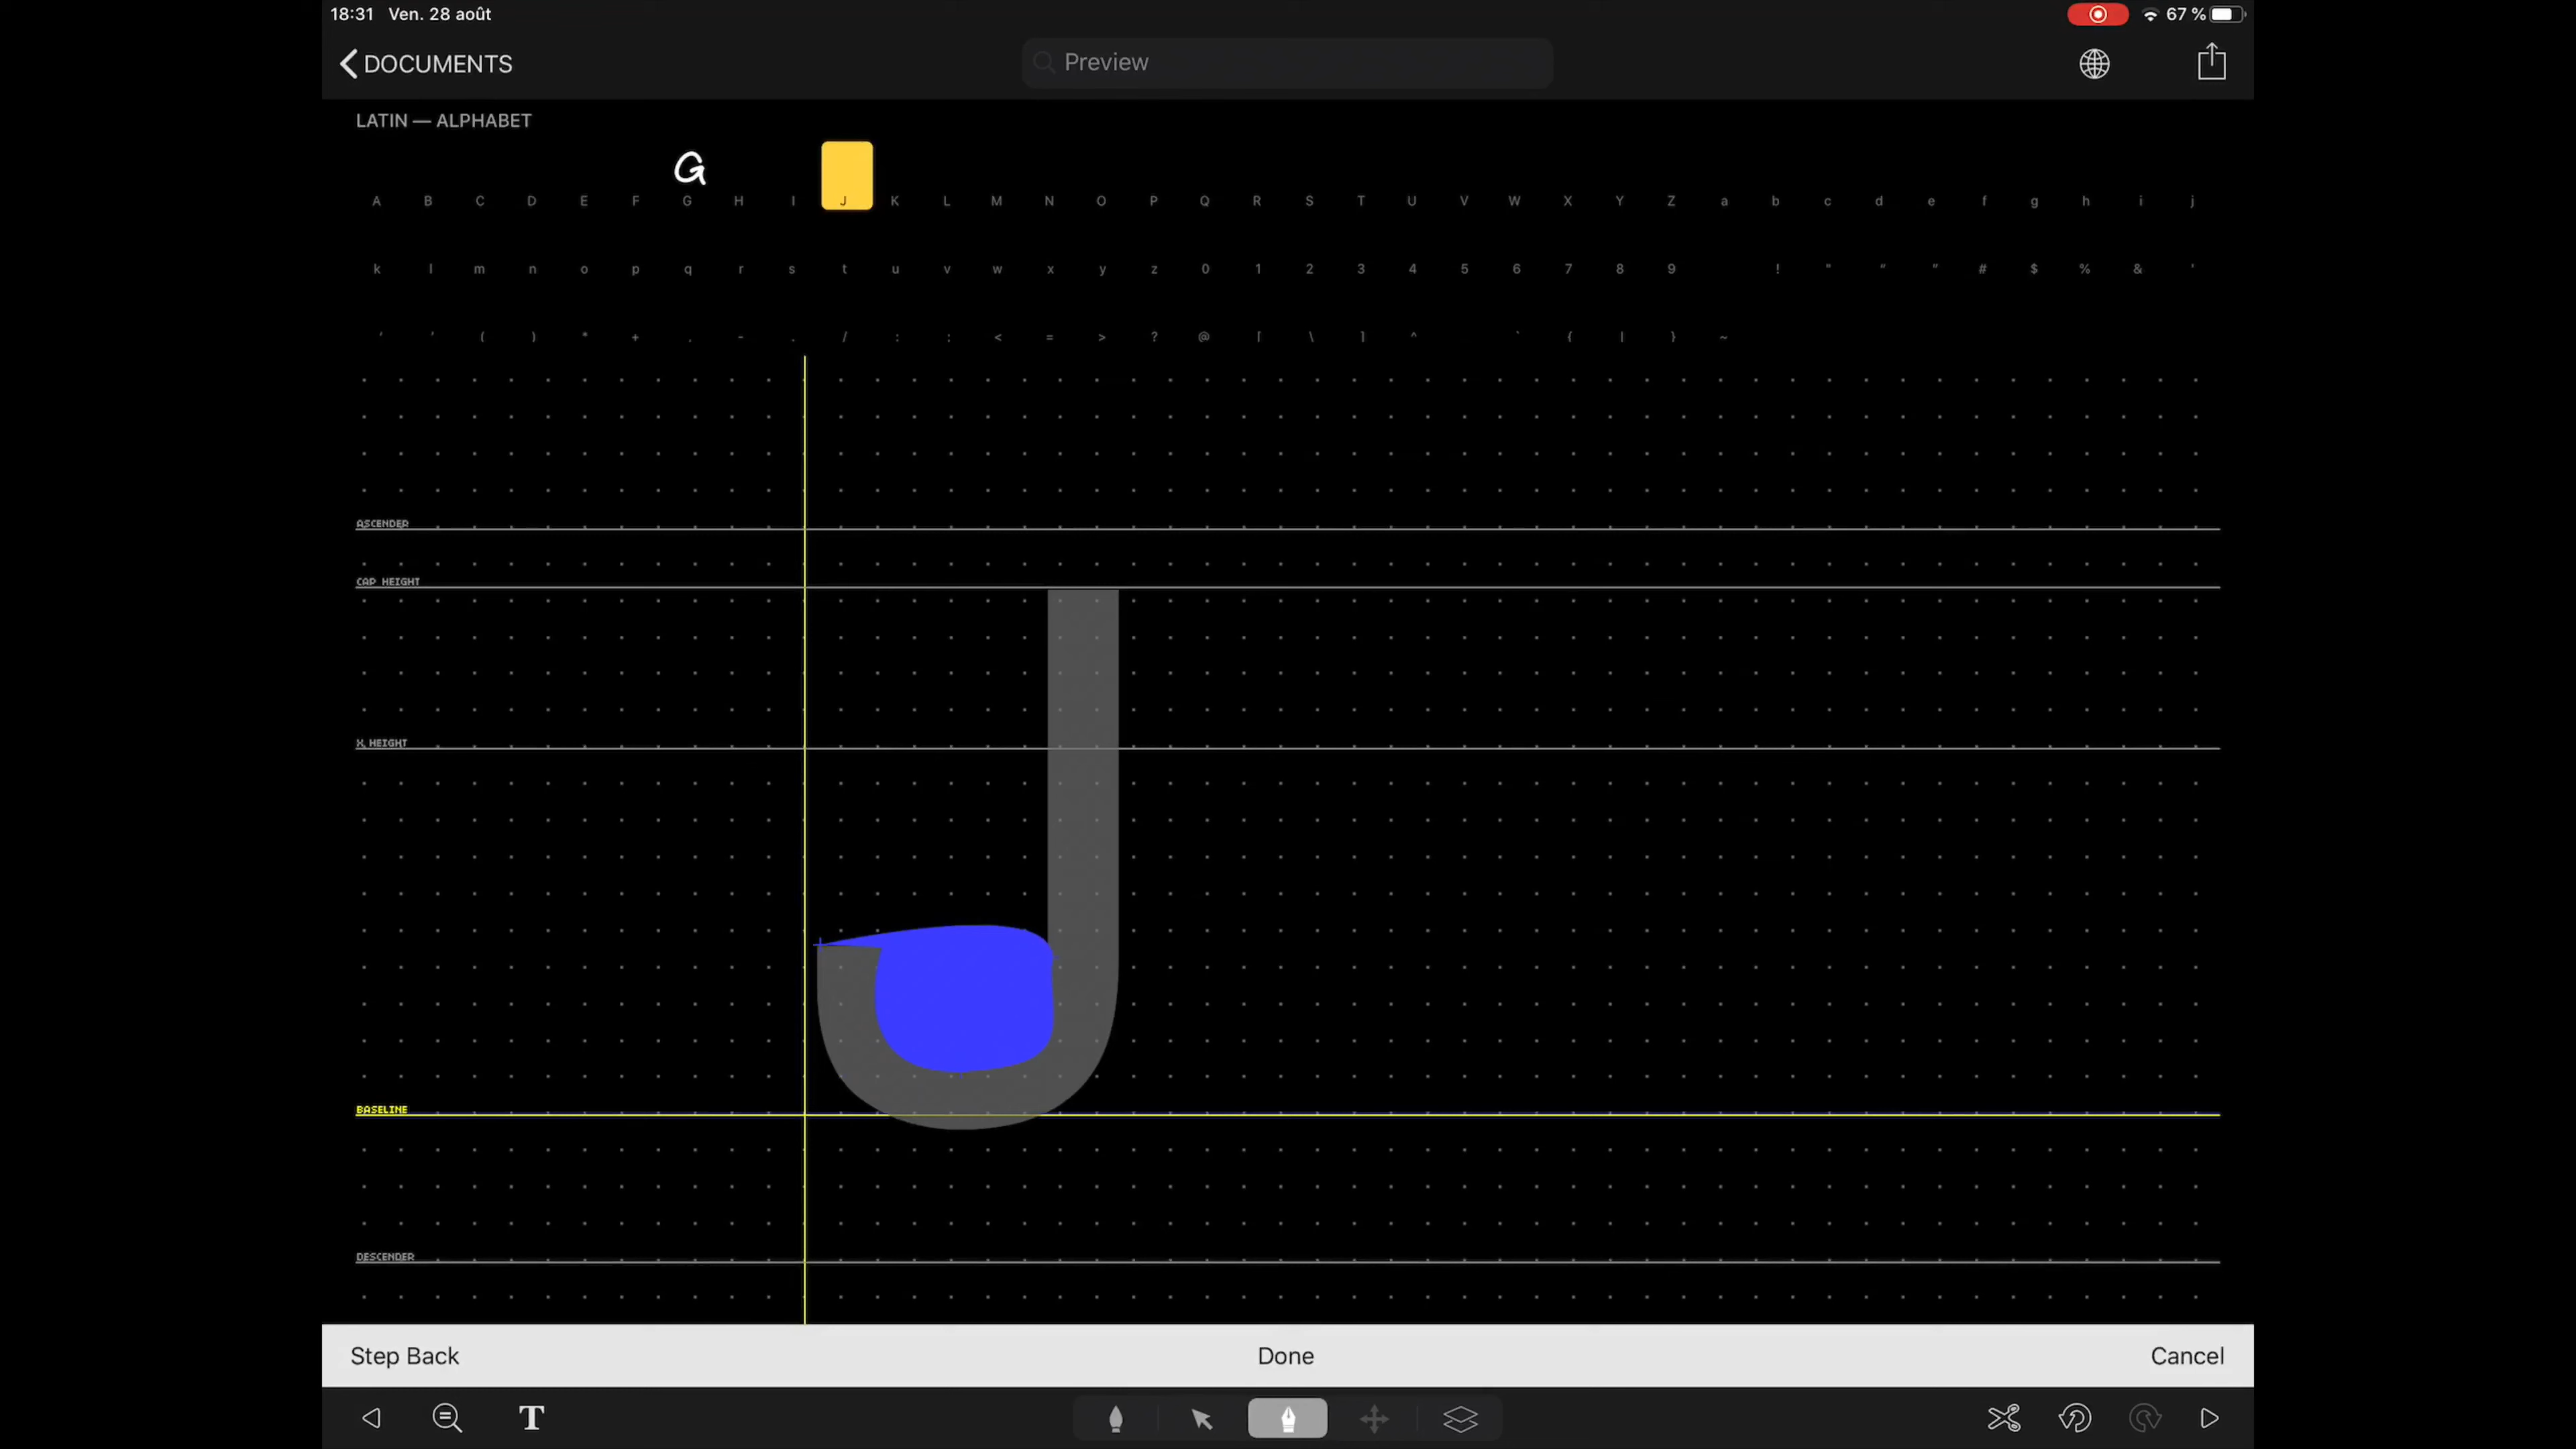 18:31 Ven. 28 août 67 %
DOCUMENTS Preview
LATIN — ALPHABET
G
A B C D E F G H I J K L M N O P Q R S T U V W X Y Z a b c d e f g h i j
k l m n o p q r s t u v w x y z 0 1 2 3 4 5 6 7 8 9 ! " “ ” # $ % & '
‘ ’ ( ) * + , - . / : ; < = > ? @ [ \ ] ^ ` { | } ~
ASCENDER
CAP HEIGHT
X HEIGHT
BASELINE
DESCENDER
Step Back Done Cancel
T